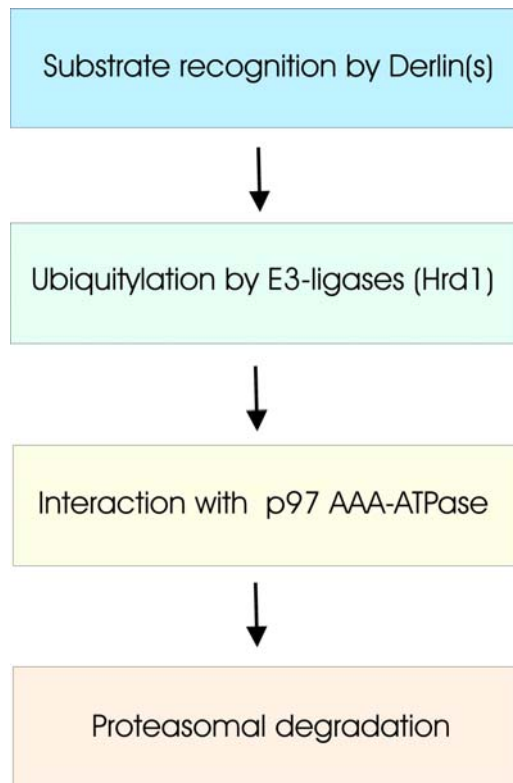 Substrate recognition by Derlin(s)
Ubiquitylation by E3-ligases (Hrd1)
Interaction with p97 AAA-ATPase
Proteasomal degradation